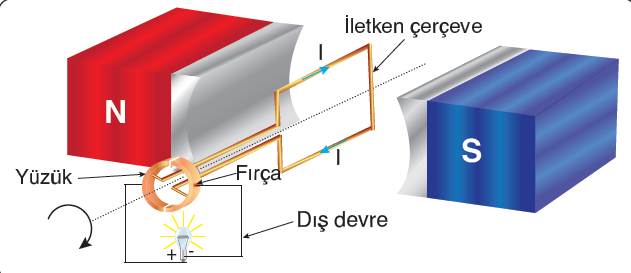 İletken çerçeve
I
N
S
I
Yüzük
Fırça
Dış devre
+ -